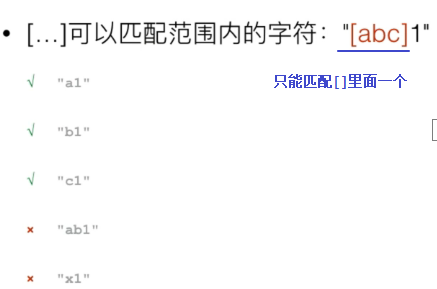 • […]可以匹配范围内的字符："[abc]1"
√ "a1" 只能匹配[]里面一个
√ "b1"
√ "c1"
× "ab1"
× "x1"